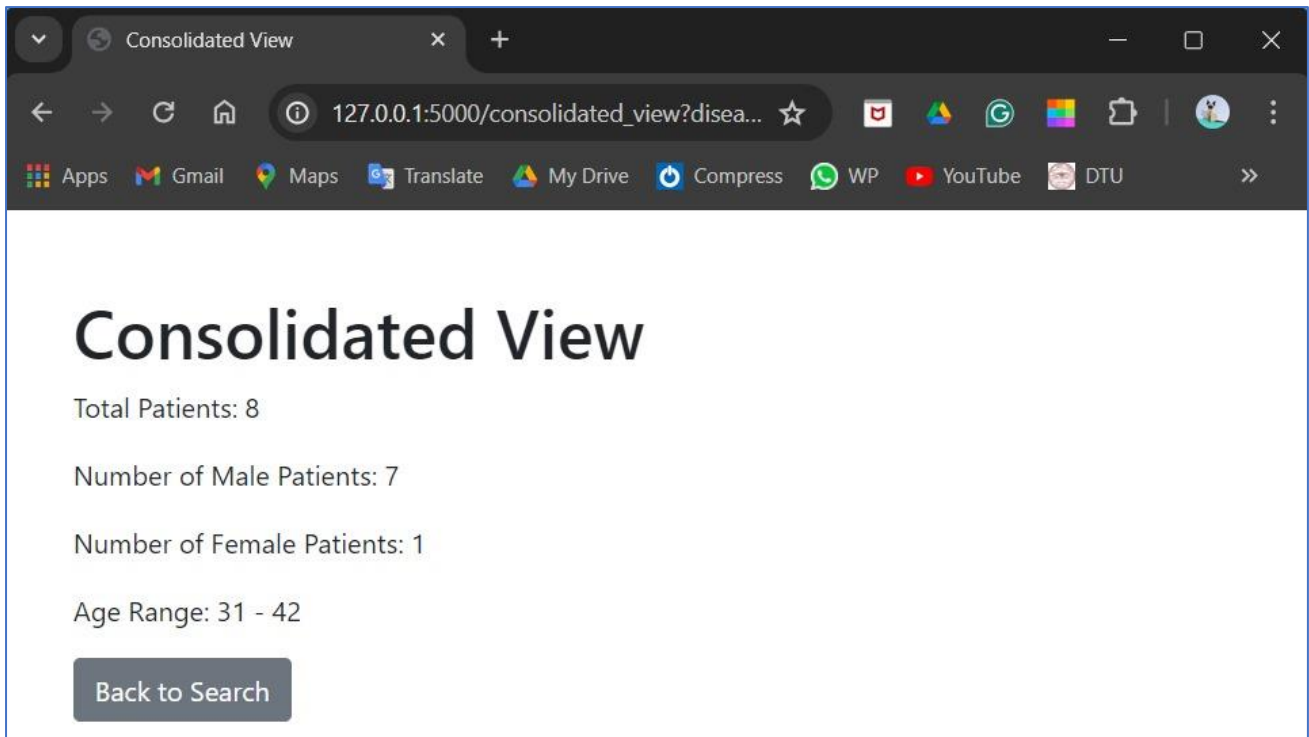 Consolidated View
127.0.0.1:5000/consolidated_view?disea...
Apps Gmail Maps Translate My Drive Compress WP YouTube DTU
Consolidated View
Total Patients: 8
Number of Male Patients: 7
Number of Female Patients: 1
Age Range: 31 - 42
Back to Search